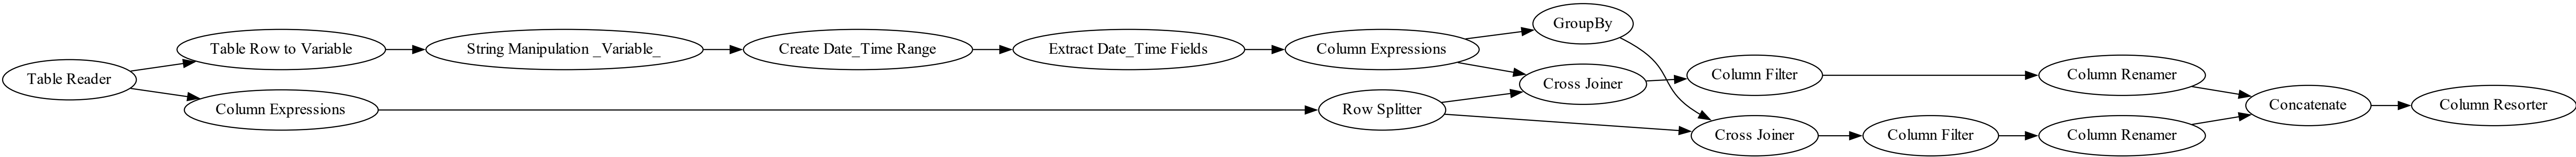 Table Reader
Table Row to Variable
String Manipulation _Variable_
Create Date_Time Range
Extract Date_Time Fields
Column Expressions
GroupBy
Column Expressions
Row Splitter
Cross Joiner
Column Filter
Column Renamer
Cross Joiner
Column Filter
Column Renamer
Concatenate
Column Resorter